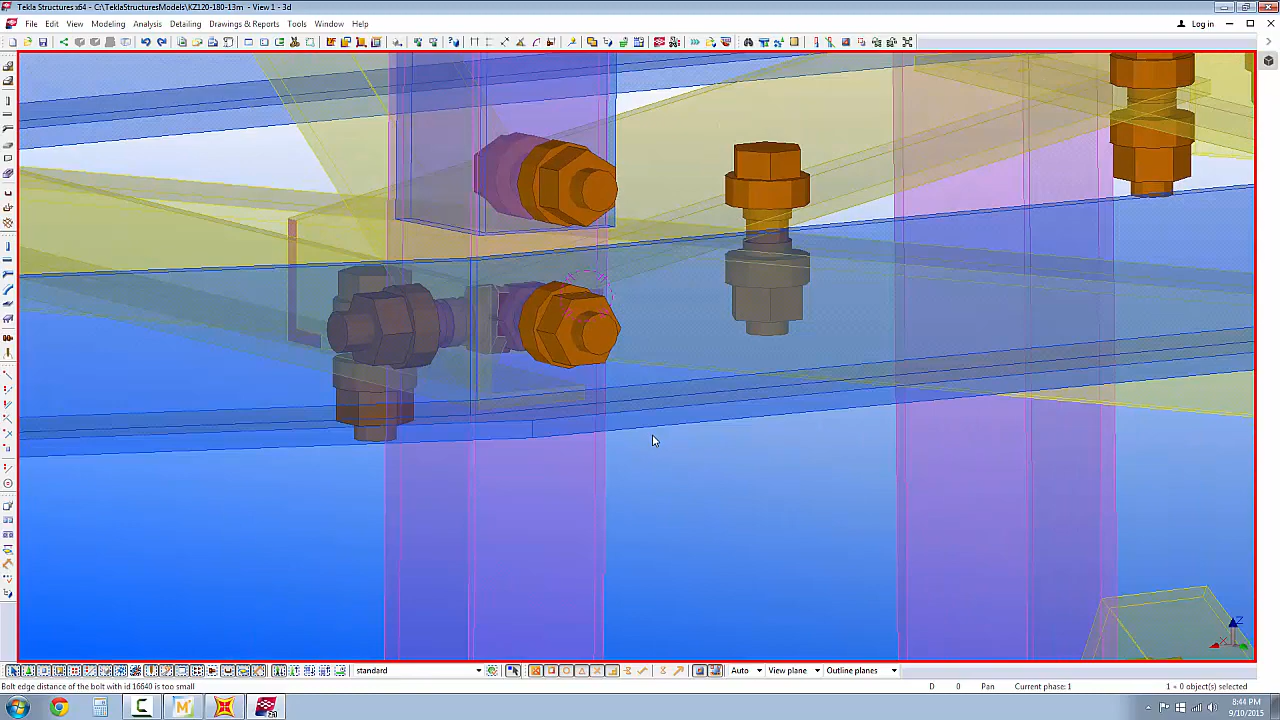 Tekla Structures x64 - C:\TeklaStructuresModels\KZ120-180-13m - View 1 - 3d
File Edit View Modeling Analysis Detailing Drawings & Reports Tools Window Help
Log in
Z
X
standard
Auto
View plane
Outline planes
Bolt edge distance of the bolt with id 16640 is too small
D 0 Pan Current phase: 1 1 + 0 object(s) selected
8:44 PM
9/10/2015